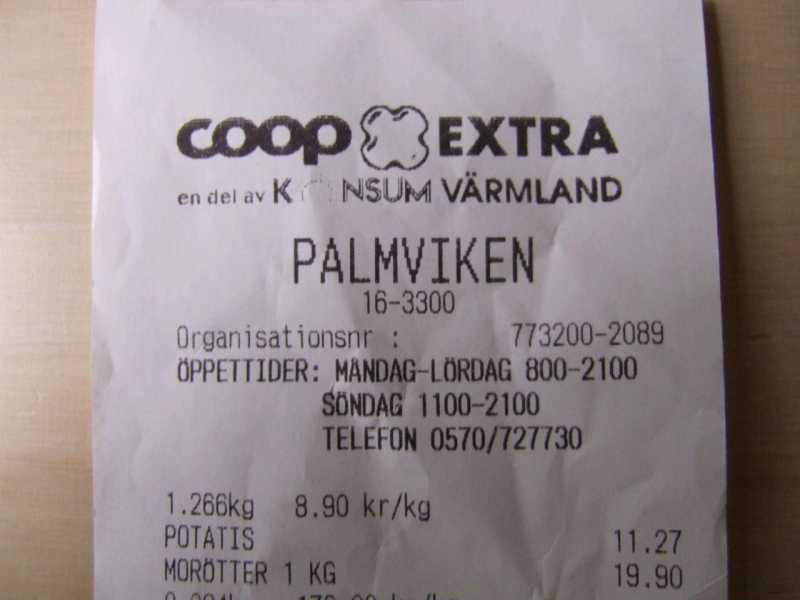 coop EXTRA
en del av KONSUM VÄRMLAND
PALMVIKEN
16-3300
Organisationsnr : 773200-2089
ÖPPETTIDER: MÅNDAG-LÖRDAG 800-2100
SÖNDAG 1100-2100
TELEFON 0570/727730
1.266kg 8.90 kr/kg
POTATIS 11.27
MORÖTTER 1 KG 19.90